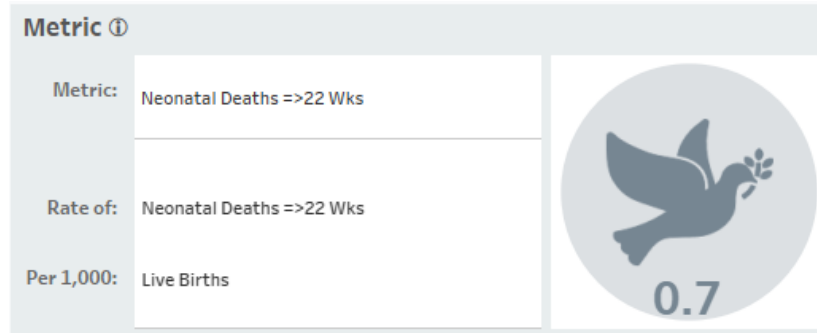 Metric ⓘ
Metric: Neonatal Deaths =>22 Wks
Rate of: Neonatal Deaths =>22 Wks
Per 1,000: Live Births
0.7